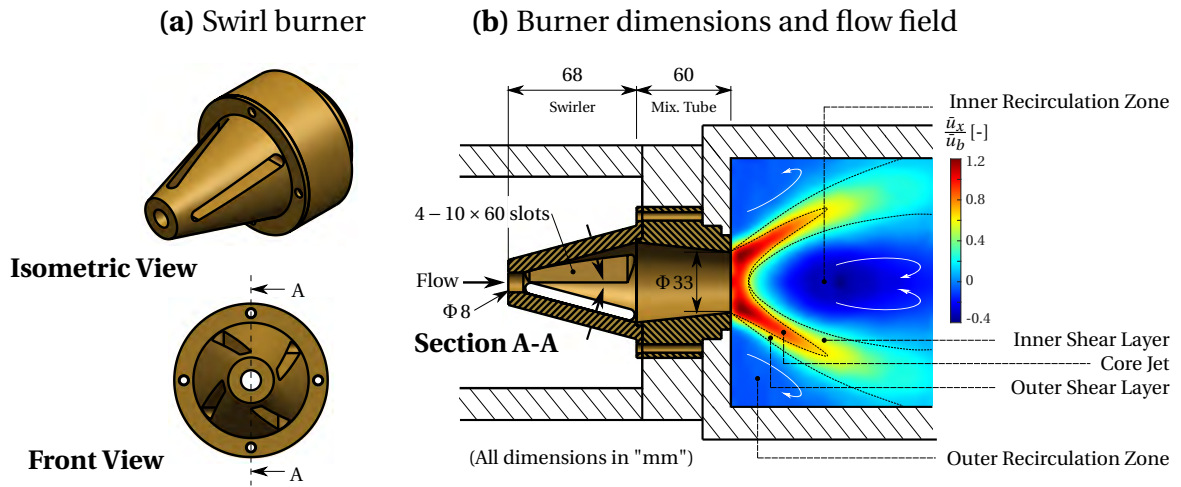 (a) Swirl burner
(b) Burner dimensions and flow field
68
60
Swirler
Mix. Tube
Inner Recirculation Zone
ū_x
ū_b [-]
1.2
0.8
0.4
0
-0.4
4 – 10 × 60 slots
Isometric View
Flow
Φ 8
Φ 33
Section A-A
A
A
Front View
Inner Shear Layer
Core Jet
Outer Shear Layer
(All dimensions in "mm")
Outer Recirculation Zone